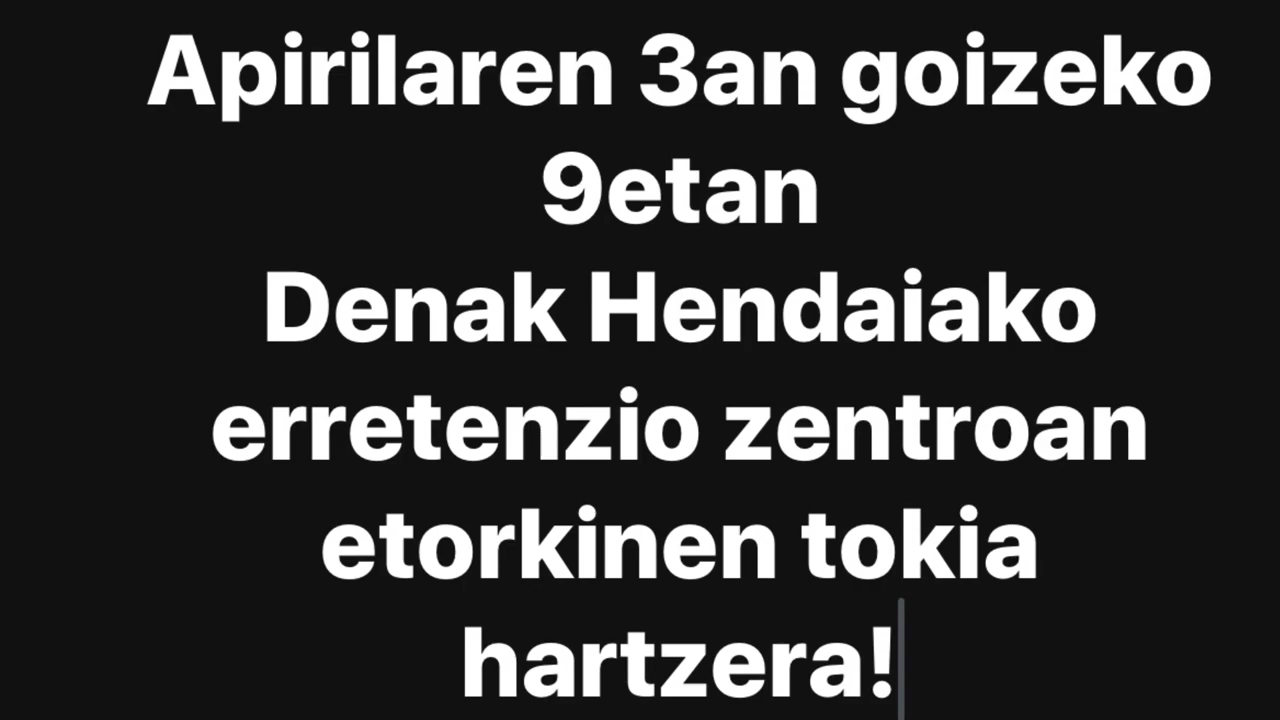 Apirilaren 3an goizeko
9etan
Denak Hendaiako
erretenzio zentroan
etorkinen tokia
hartzera!